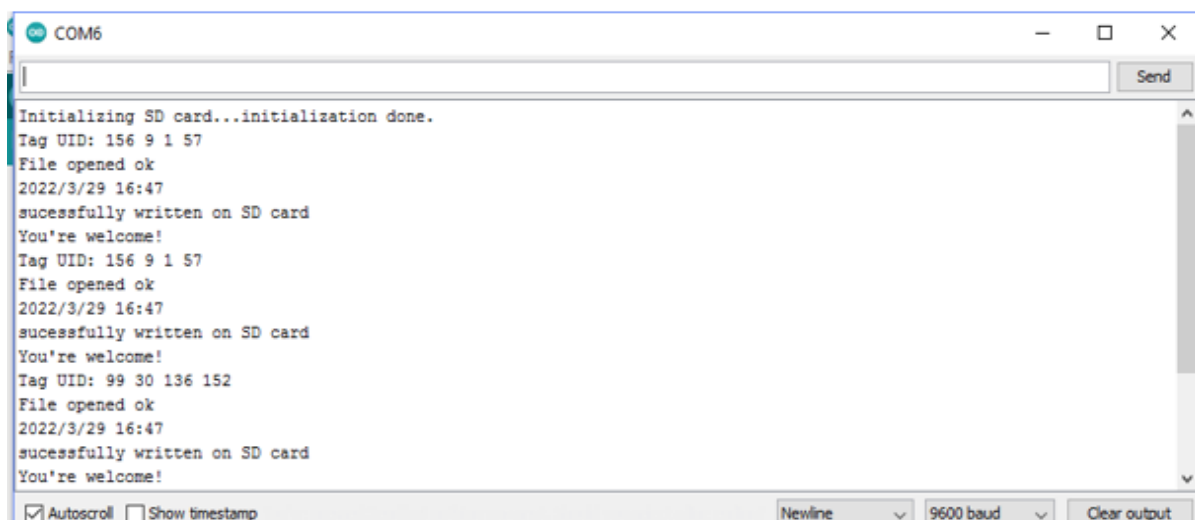 COM6
Send
Initializing SD card...initialization done.
Tag UID: 156 9 1 57
File opened ok
2022/3/29 16:47
sucessfully written on SD card
You're welcome!
Tag UID: 156 9 1 57
File opened ok
2022/3/29 16:47
sucessfully written on SD card
You're welcome!
Tag UID: 99 30 136 152
File opened ok
2022/3/29 16:47
sucessfully written on SD card
You're welcome!
Autoscroll Show timestamp Newline 9600 baud Clear output